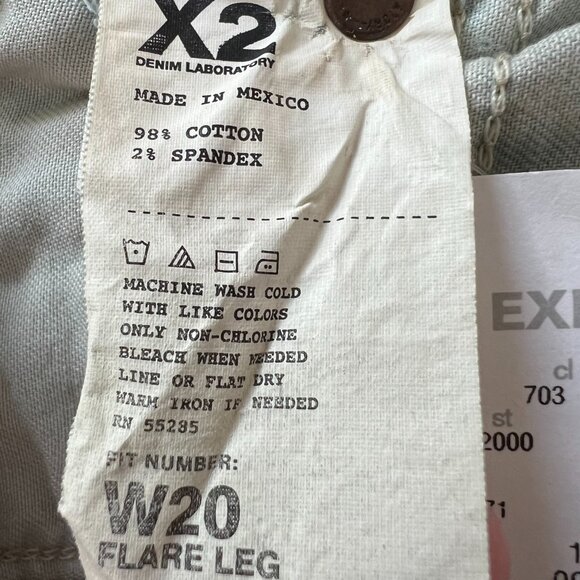 X2
DENIM LABORATORY
MADE IN MEXICO
98% COTTON
2% SPANDEX
MACHINE WASH COLD
WITH LIKE COLORS
ONLY NON-CHLORINE
BLEACH WHEN NEEDED
LINE OR FLAT DRY
WARM IRON IF NEEDED
RN 55285
FIT NUMBER:
W20
FLARE LEG
EX
cl
703
st
2000
71